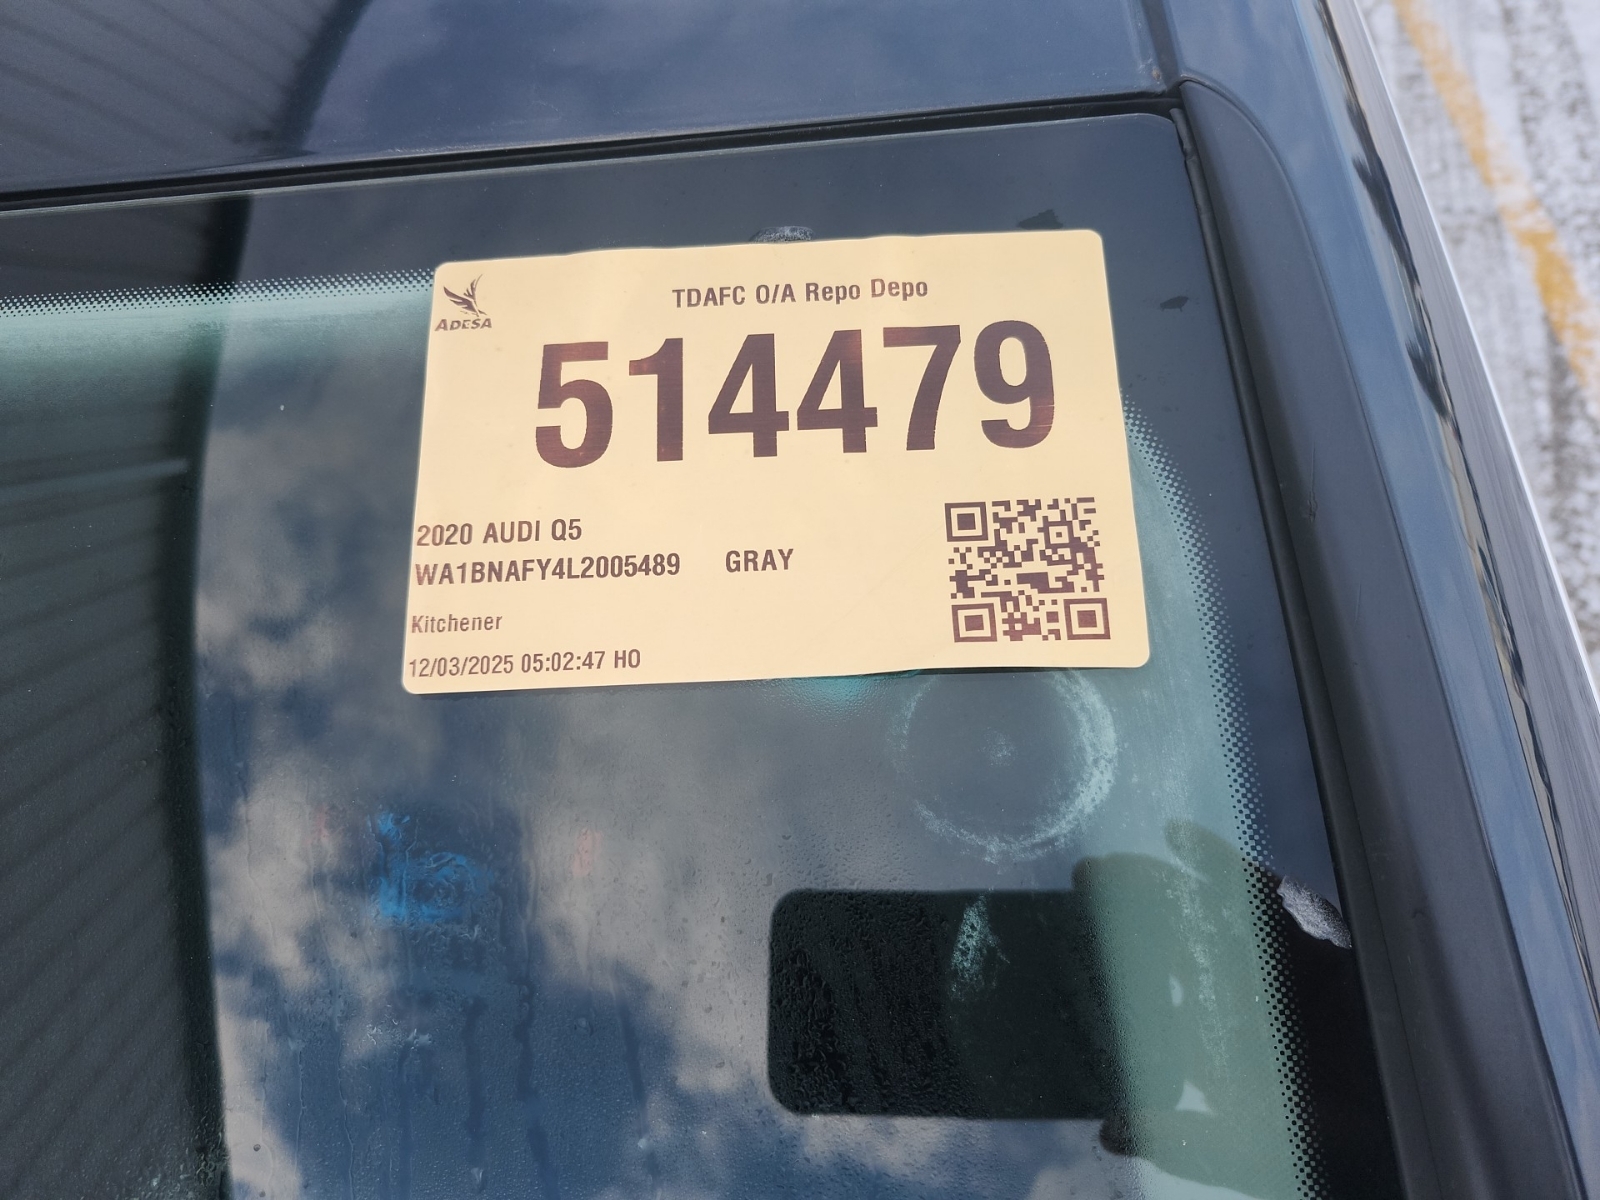 ADESA
TDAFC O/A Repo Depo
514479
2020 AUDI Q5
WA1BNAFY4L2005489 GRAY
Kitchener
12/03/2025 05:02:47 HO